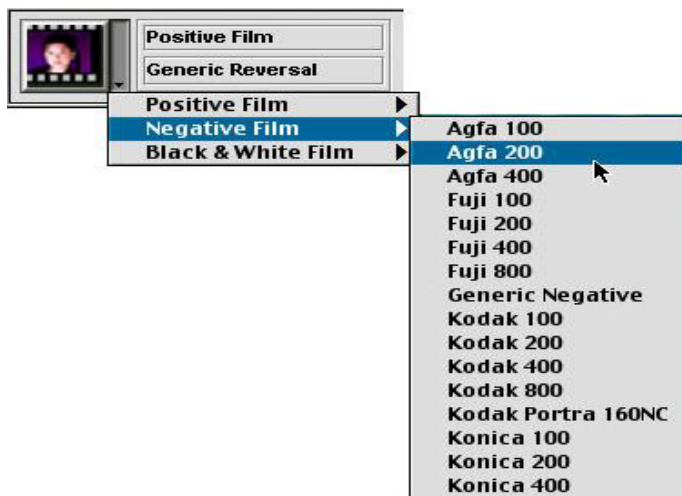 Positive Film
Generic Reversal
Positive Film
Negative Film
Black & White Film
Agfa 100
Agfa 200
Agfa 400
Fuji 100
Fuji 200
Fuji 400
Fuji 800
Generic Negative
Kodak 100
Kodak 200
Kodak 400
Kodak 800
Kodak Portra 160NC
Konica 100
Konica 200
Konica 400